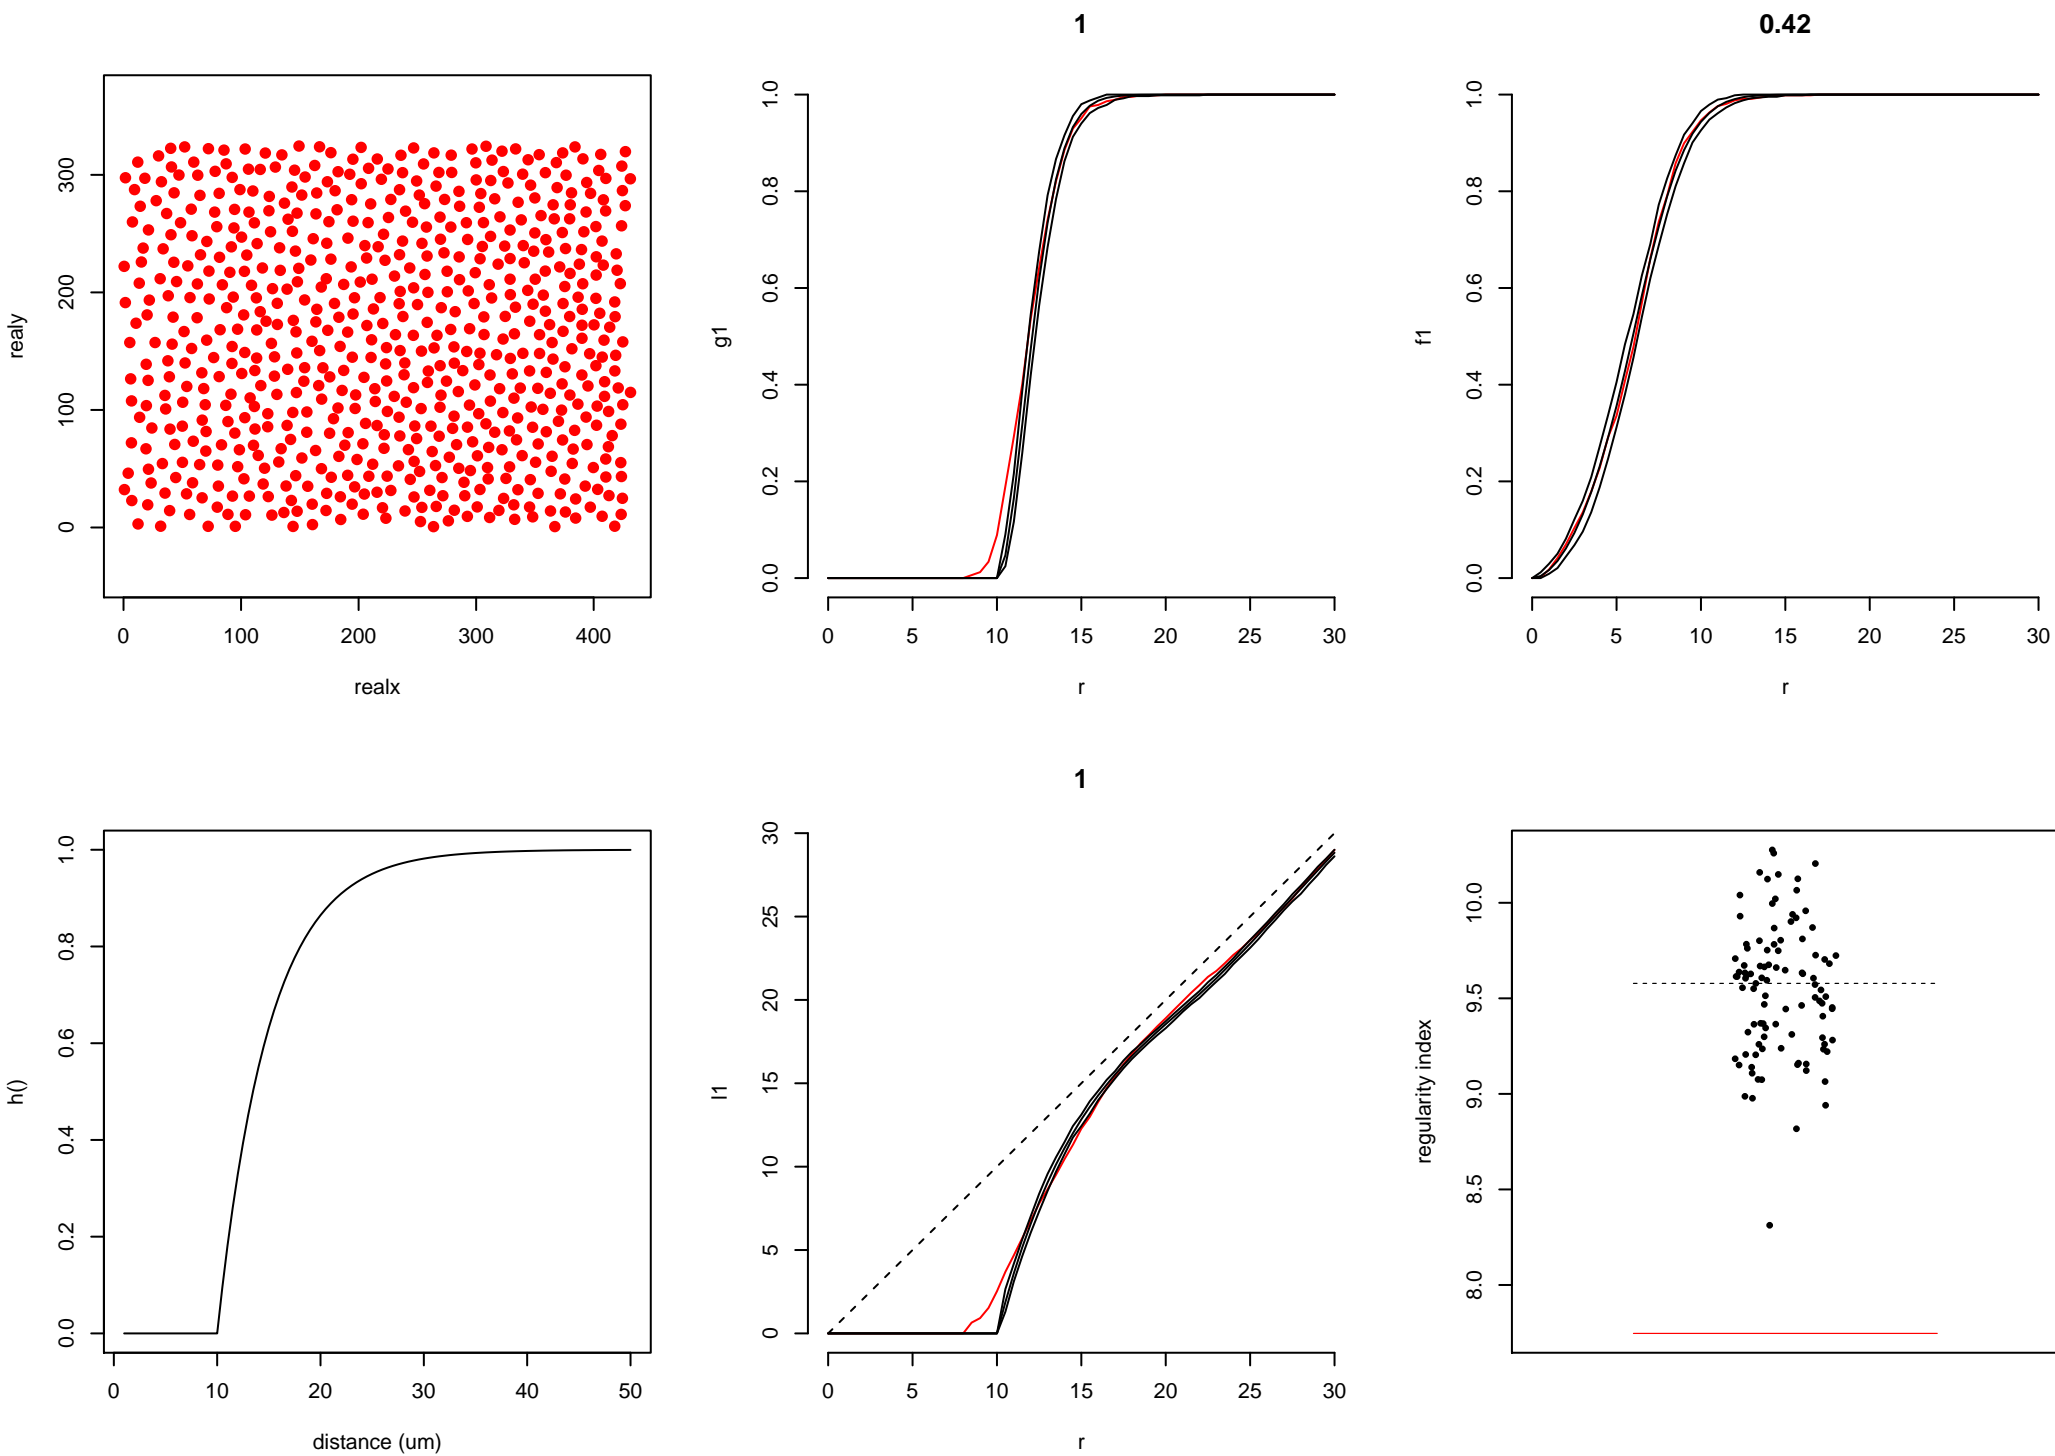 1
0.42
realy
0 100 200 300
0 100 200 300 400
realx
g1
0.0 0.2 0.4 0.6 0.8 1.0
0 5 10 15 20 25 30
r
f1
0.0 0.2 0.4 0.6 0.8 1.0
0 5 10 15 20 25 30
r
1
h()
0.0 0.2 0.4 0.6 0.8 1.0
0 10 20 30 40 50
distance (um)
l1
0 5 10 15 20 25 30
0 5 10 15 20 25 30
r
regularity index
8.0 8.5 9.0 9.5 10.0